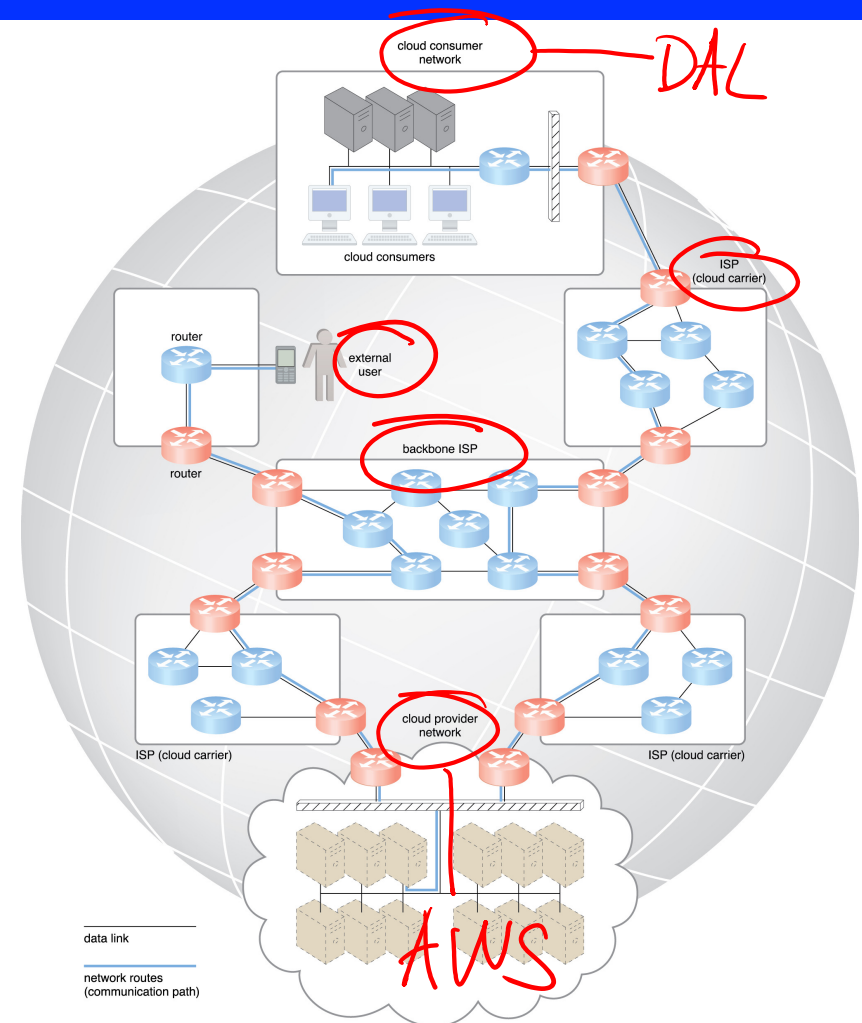 cloud consumer
network
DAL
cloud consumers
ISP
(cloud carrier)
router
external
user
router
backbone ISP
cloud provider
network
ISP (cloud carrier)
ISP (cloud carrier)
AWS
data link
network routes
(communication path)